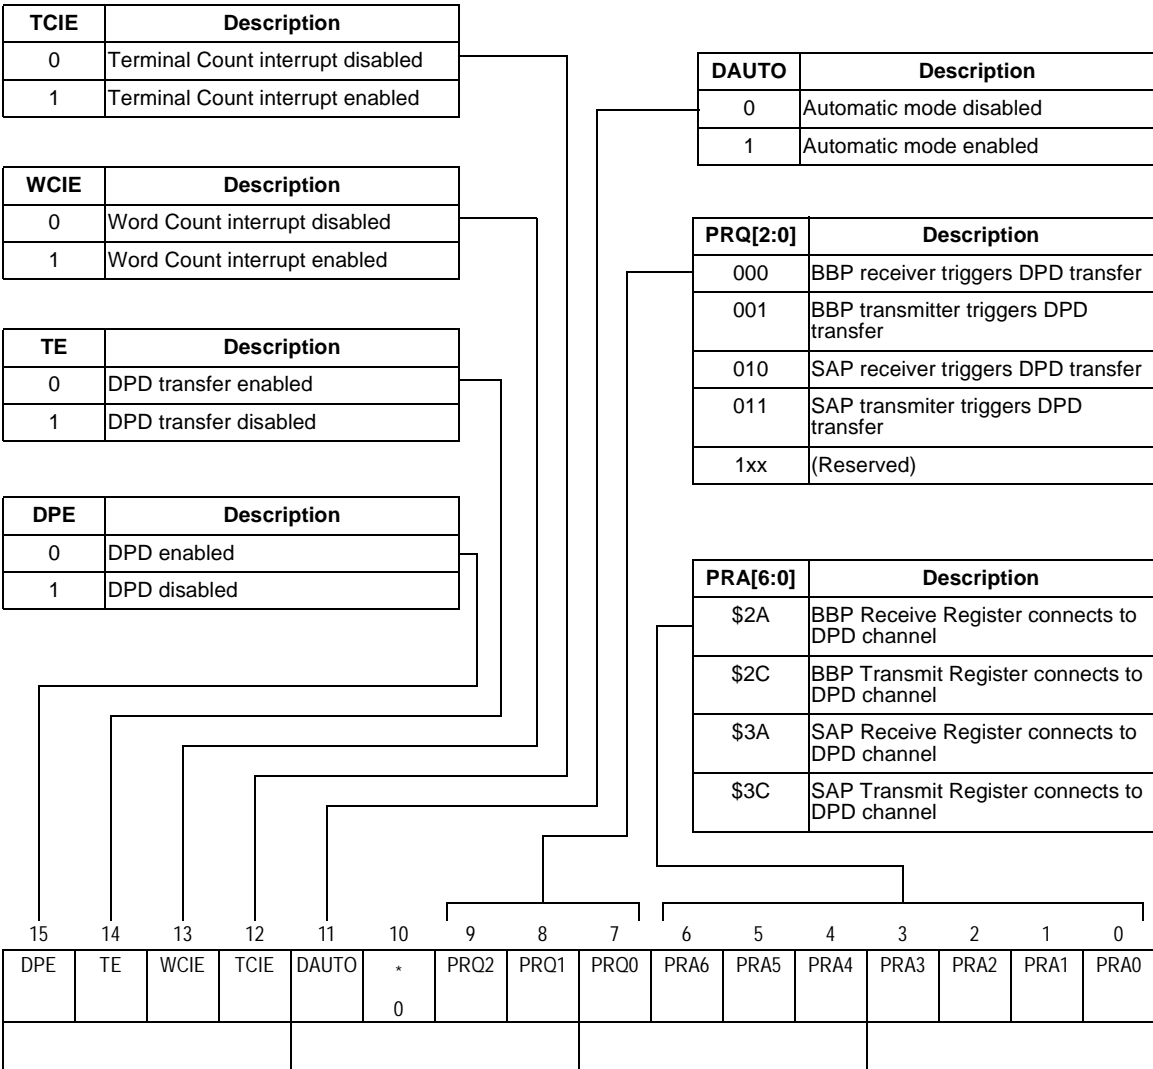 TCIE Description
0 Terminal Count interrupt disabled
1 Terminal Count interrupt enabled
WCIE Description
0 Word Count interrupt disabled
1 Word Count interrupt enabled
TE Description
0 DPD transfer enabled
1 DPD transfer disabled
DPE Description
0 DPD enabled
1 DPD disabled
DAUTO Description
0 Automatic mode disabled
1 Automatic mode enabled
PRQ[2:0] Description
000 BBP receiver triggers DPD transfer
001 BBP transmitter triggers DPD
transfer
010 SAP receiver triggers DPD transfer
011 SAP transmiter triggers DPD
transfer
1xx (Reserved)
PRA[6:0] Description
$2A BBP Receive Register connects to
DPD channel
$2C BBP Transmit Register connects to
DPD channel
$3A SAP Receive Register connects to
DPD channel
$3C SAP Transmit Register connects to
DPD channel
15 14 13 12 11 10 9 8 7 6 5 4 3 2 1 0
DPE TE WCIE TCIE DAUTO * PRQ2 PRQ1 PRQ0 PRA6 PRA5 PRA4 PRA3 PRA2 PRA1 PRA0
0